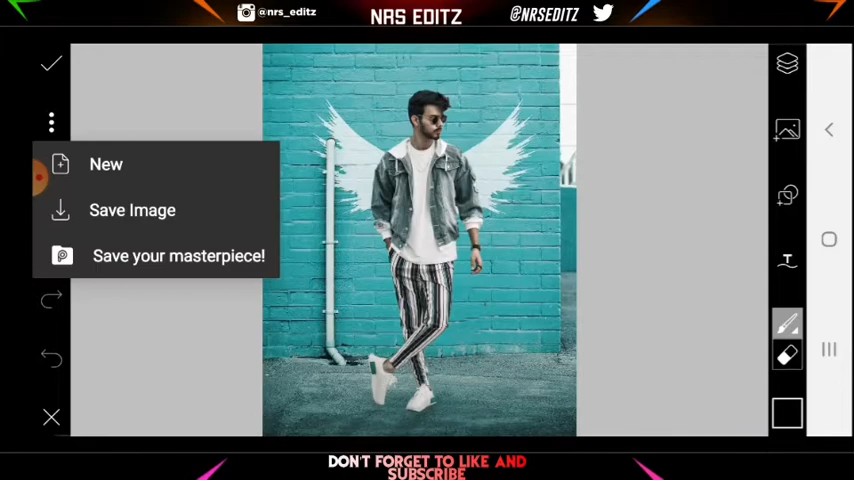 @nrs_editz
NRS EDITZ
@NRSEDITZ
New
Save Image
Save your masterpiece!
T
DON'T FORGET TO LIKE AND
SUBSCRIBE